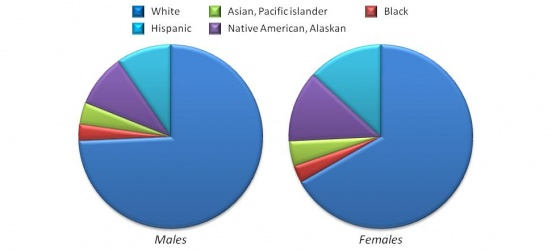 White Asian, Pacific islander Black
Hispanic Native American, Alaskan
Males Females